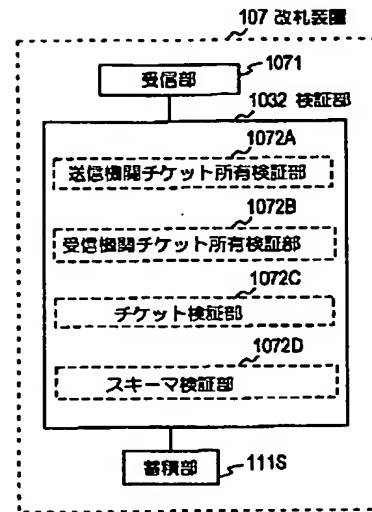 107 改札装置
受信部
1071
1032 検証部
1072A
送信機関チケット所有検証部
1072B
受信機関チケット所有検証部
1072C
チケット検証部
1072D
スキーマ検証部
蓄積部
111S